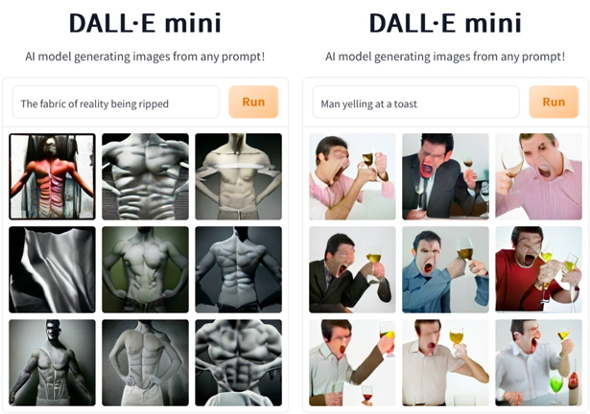 DALL·E mini
AI model generating images from any prompt!
The fabric of reality being ripped
Run
DALL·E mini
AI model generating images from any prompt!
Man yelling at a toast
Run